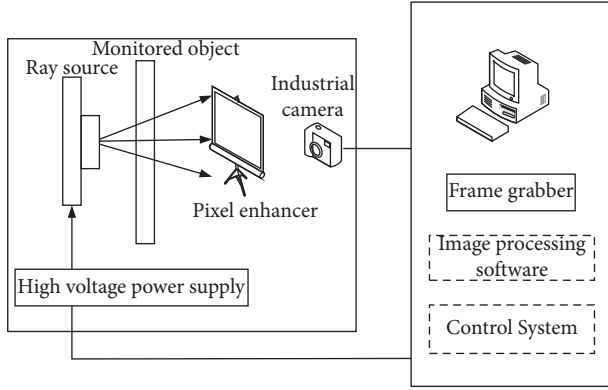 Monitored object
Ray source
Industrial
camera
Pixel enhancer
High voltage power supply
Frame grabber
Image processing
software
Control System